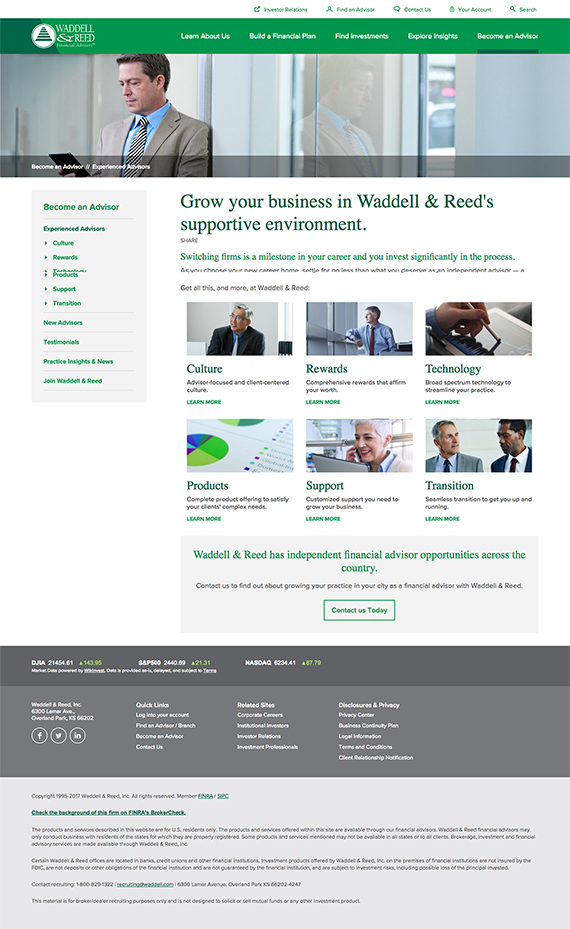 Investor Relations Find an Advisor Contact Us Your Account Search
WADDELL
& REED
Financial Advisors℠
Learn About Us Build a Financial Plan Find Investments Explore Insights Become an Advisor
Become an Advisor // Experienced Advisors
Become an Advisor
Experienced Advisors
Culture
Rewards
Technology
Products
Support
Transition
New Advisors
Testimonials
Practice Insights & News
Join Waddell & Reed
Grow your business in Waddell & Reed's
supportive environment.
SHARE
Switching firms is a milestone in your career and you invest significantly in the process.
As you choose your new career home, settle for no less than what you deserve as an independent advisor — a
Get all this, and more, at Waddell & Reed:
Culture
Advisor-focused and client-centered
culture.
LEARN MORE
Rewards
Comprehensive rewards that affirm
your worth.
LEARN MORE
Technology
Broad spectrum technology to
streamline your practice.
LEARN MORE
Products
Complete product offering to satisfy
your clients' complex needs.
LEARN MORE
Support
Customized support you need to
grow your business.
LEARN MORE
Transition
Seamless transition to get you up and
running.
LEARN MORE
Waddell & Reed has independent financial advisor opportunities across the
country.
Contact us to find out about growing your practice in your city as a financial advisor with Waddell & Reed.
Contact us Today
DJIA 21454.61 ▲143.95 S&P500 2440.69 ▲21.31 NASDAQ 6234.41 ▲87.79
Market Data powered by Wikinvest. Data is provided as-is, delayed, and subject to Terms
Waddell & Reed, Inc.
6300 Lamar Ave.,
Overland Park, KS 66202
Quick Links
Log into your account
Find an Advisor / Branch
Become an Advisor
Contact Us
Related Sites
Corporate Careers
Institutional Investors
Investor Relations
Investment Professionals
Disclosures & Privacy
Privacy Center
Business Continuity Plan
Legal Information
Terms and Conditions
Client Relationship Notification
Copyright 1995-2017 Waddell & Reed, Inc. All rights reserved. Member FINRA / SIPC
Check the background of this firm on FINRA's BrokerCheck.
The products and services described in this website are for U.S. residents only. The products and services offered within this site are available through our financial advisors. Waddell & Reed financial advisors may
only conduct business with residents of the states for which they are properly registered. Some products and services mentioned may not be available in all states or to all clients. Brokerage, investment and financial
advisory services are made available through Waddell & Reed, Inc.
Certain Waddell & Reed offices are located in banks, credit unions and other financial institutions. Investment products offered by Waddell & Reed, Inc. on the premises of financial institutions are not insured by the
FDIC, are not deposits or other obligations of the financial institution and are not guaranteed by the financial institution, and are subject to investment risks, including possible loss of the principal invested.
Contact recruiting: 1-800-829-1322 | recruiting@waddell.com | 6300 Lamar Avenue, Overland Park KS 66202-4247
This material is for broker/dealer recruiting purposes only and is not designed to solicit or sell mutual funds or any other investment product.